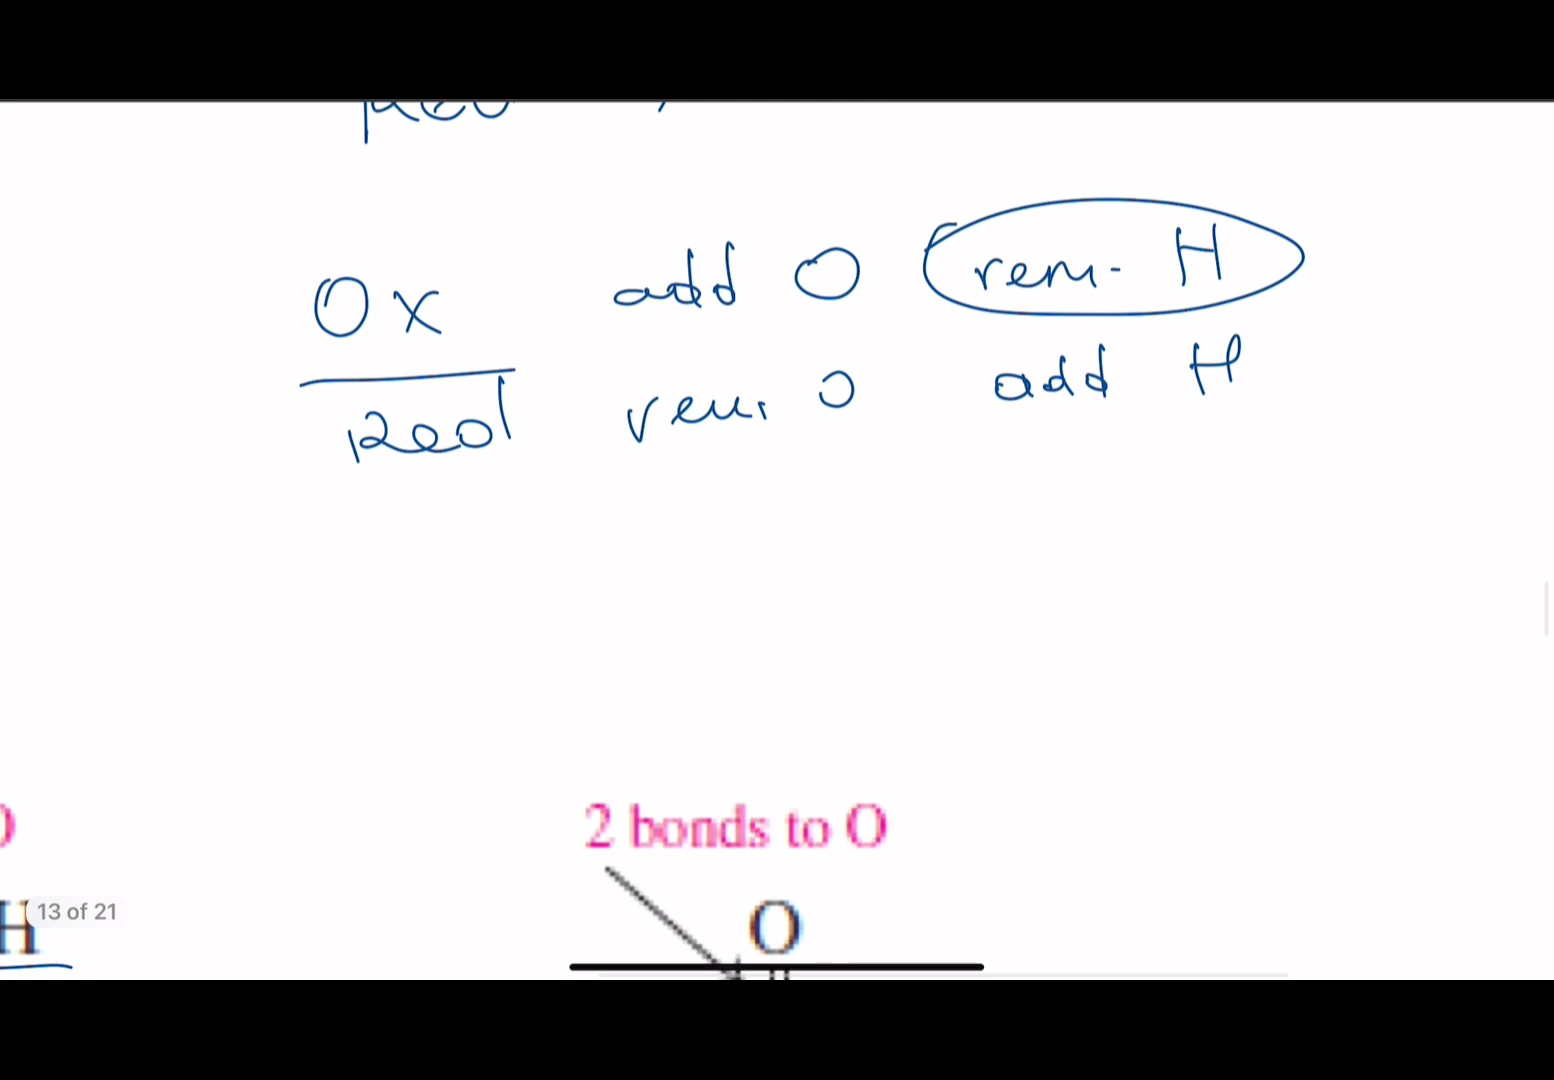 Ox add O rem. H
Red rem. O add H
2 bonds to O
O
H 13 of 21